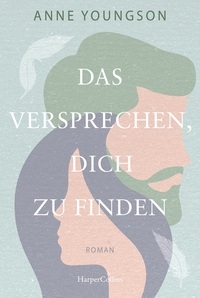 ANNE YOUNGSON
DAS
VERSPRECHEN,
DICH
ZU FINDEN
ROMAN
HarperCollins